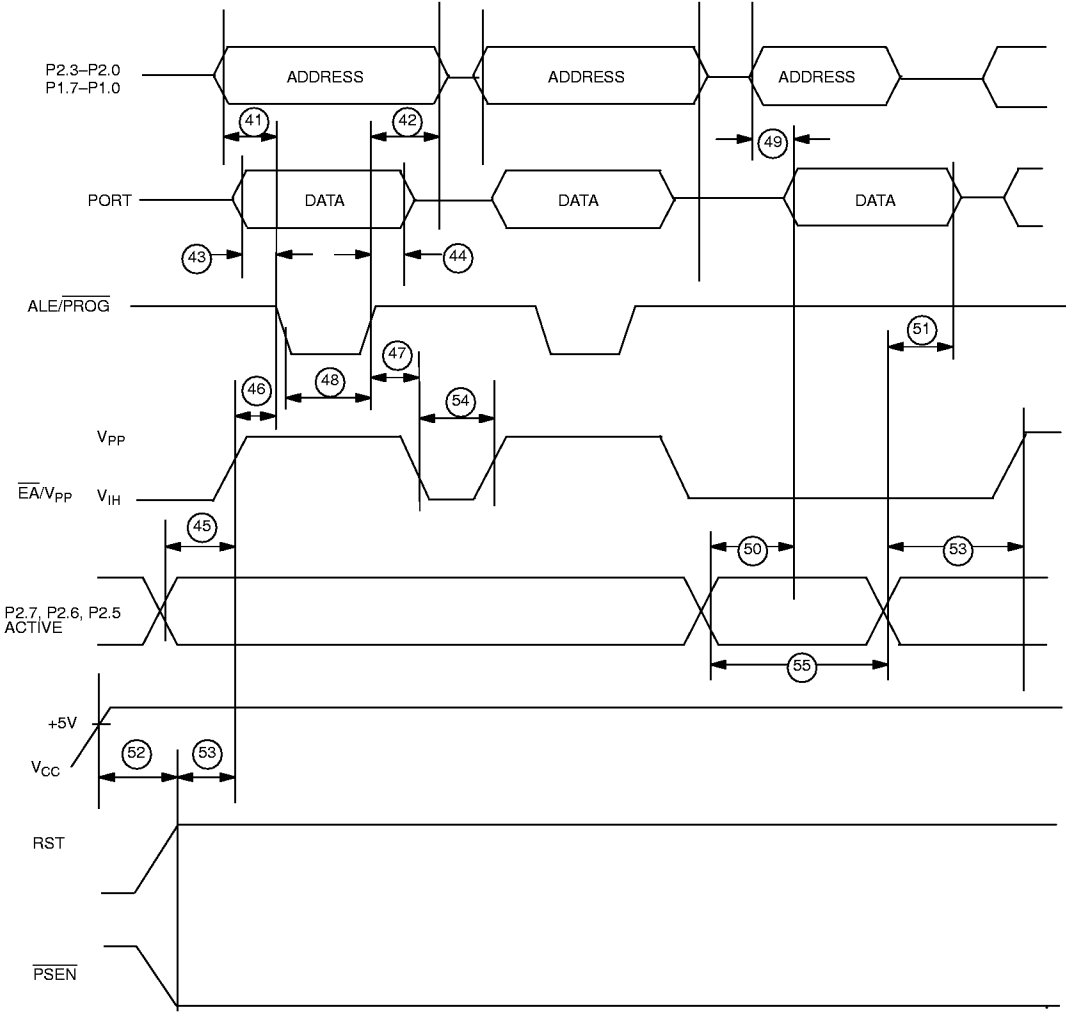 P2.3–P2.0
P1.7–P1.0
ADDRESS
ADDRESS
ADDRESS
41
42
49
PORT
DATA
DATA
DATA
43
44
ALE/PROG
51
47
46
48
54
VPP
EA/VPP
VIH
45
50
53
P2.7, P2.6, P2.5
ACTIVE
55
+5V
52
53
VCC
RST
PSEN